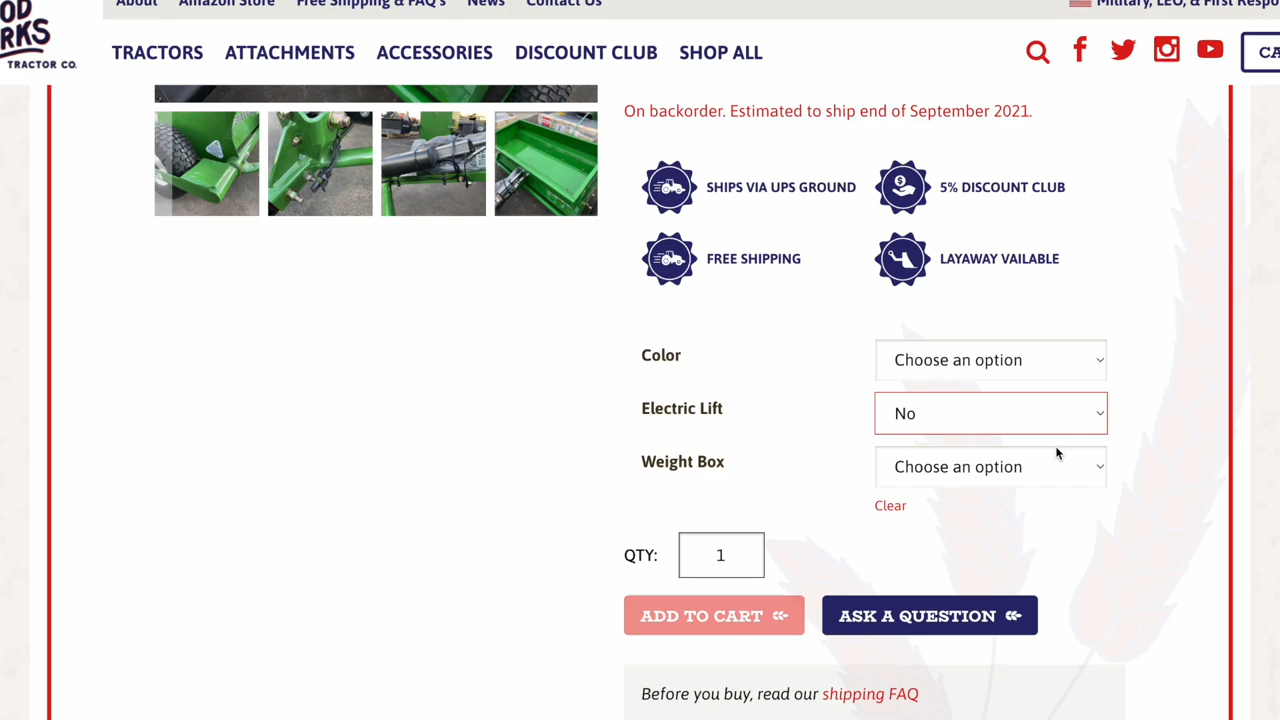 About Amazon Store Free Shipping & FAQ's News Contact Us
Military, LEO, & First Respo
OD
RKS
TRACTOR CO.
TRACTORS ATTACHMENTS ACCESSORIES DISCOUNT CLUB SHOP ALL
CA
On backorder. Estimated to ship end of September 2021.
SHIPS VIA UPS GROUND
5% DISCOUNT CLUB
FREE SHIPPING
LAYAWAY VAILABLE
Color
Choose an option
Electric Lift
No
Weight Box
Choose an option
Clear
QTY: 1
ADD TO CART
ASK A QUESTION
Before you buy, read our shipping FAQ